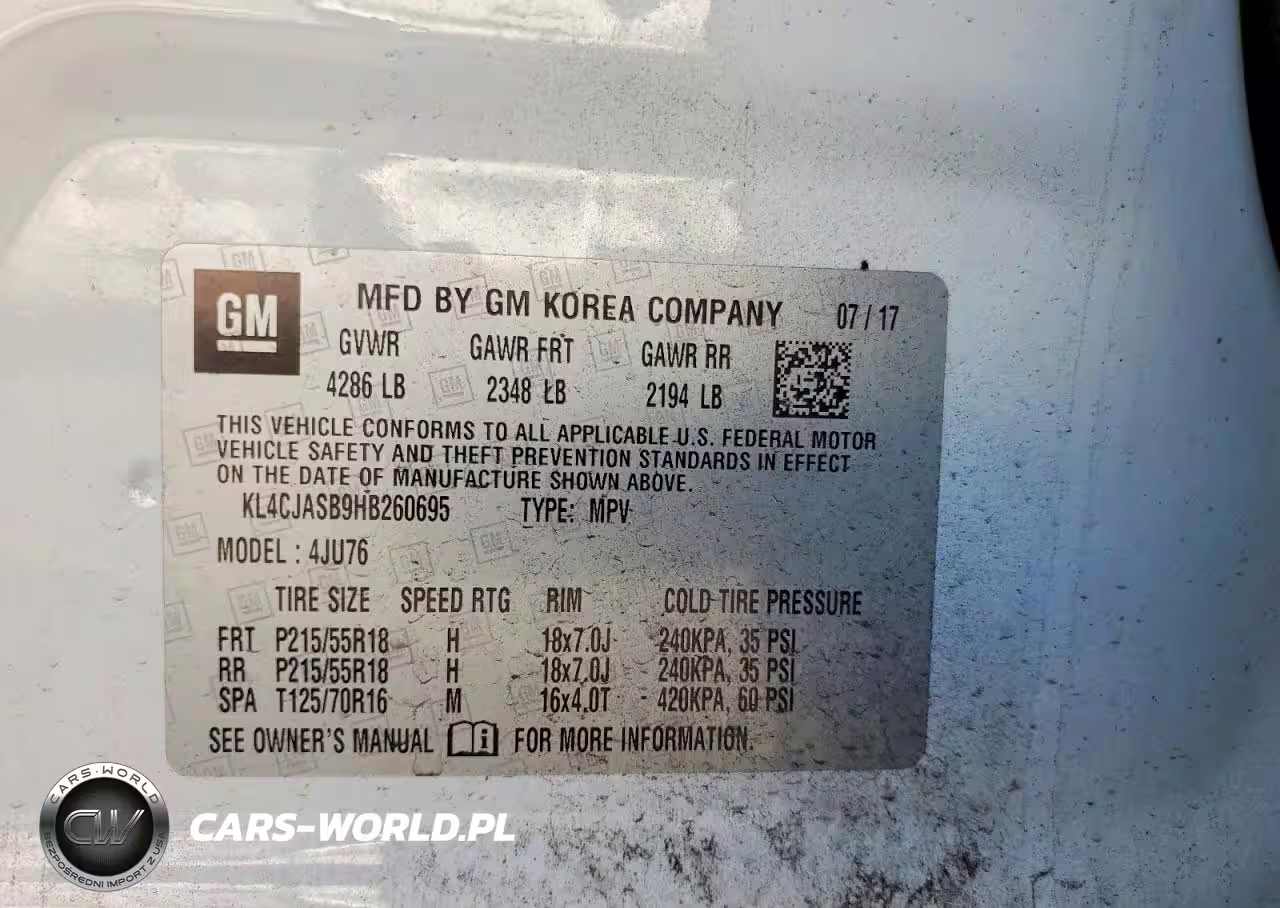 GM
MFD BY GM KOREA COMPANY 07/17
GVWR GAWR FRT GAWR RR
4286 LB 2348 LB 2194 LB
THIS VEHICLE CONFORMS TO ALL APPLICABLE U.S. FEDERAL MOTOR
VEHICLE SAFETY AND THEFT PREVENTION STANDARDS IN EFFECT
ON THE DATE OF MANUFACTURE SHOWN ABOVE.
KL4CJASB9HB260695 TYPE: MPV
MODEL : 4JU76
TIRE SIZE SPEED RTG RIM COLD TIRE PRESSURE
FRT P215/55R18 H 18x7.0J 240KPA, 35 PSI
RR P215/55R18 H 18x7.0J 240KPA, 35 PSI
SPA T125/70R16 M 16x4.0T 420KPA, 60 PSI
SEE OWNER'S MANUAL i FOR MORE INFORMATION.
CARS-WORLD
CW
BEZPOŚREDNI IMPORT Z USA
CARS-WORLD.PL